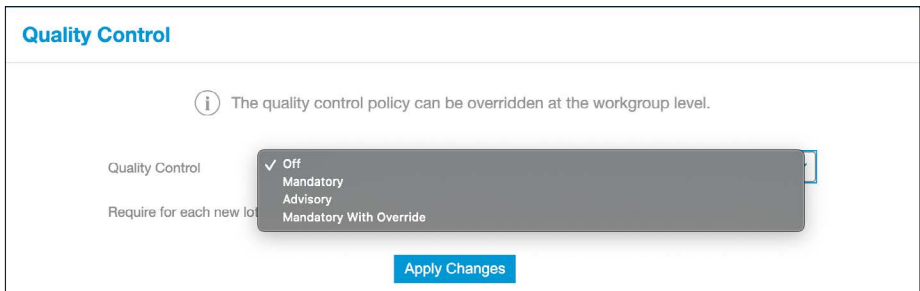 Quality Control
The quality control policy can be overridden at the workgroup level.
Quality Control
✓ Off
Mandatory
Advisory
Require for each new lot
Mandatory With Override
Apply Changes